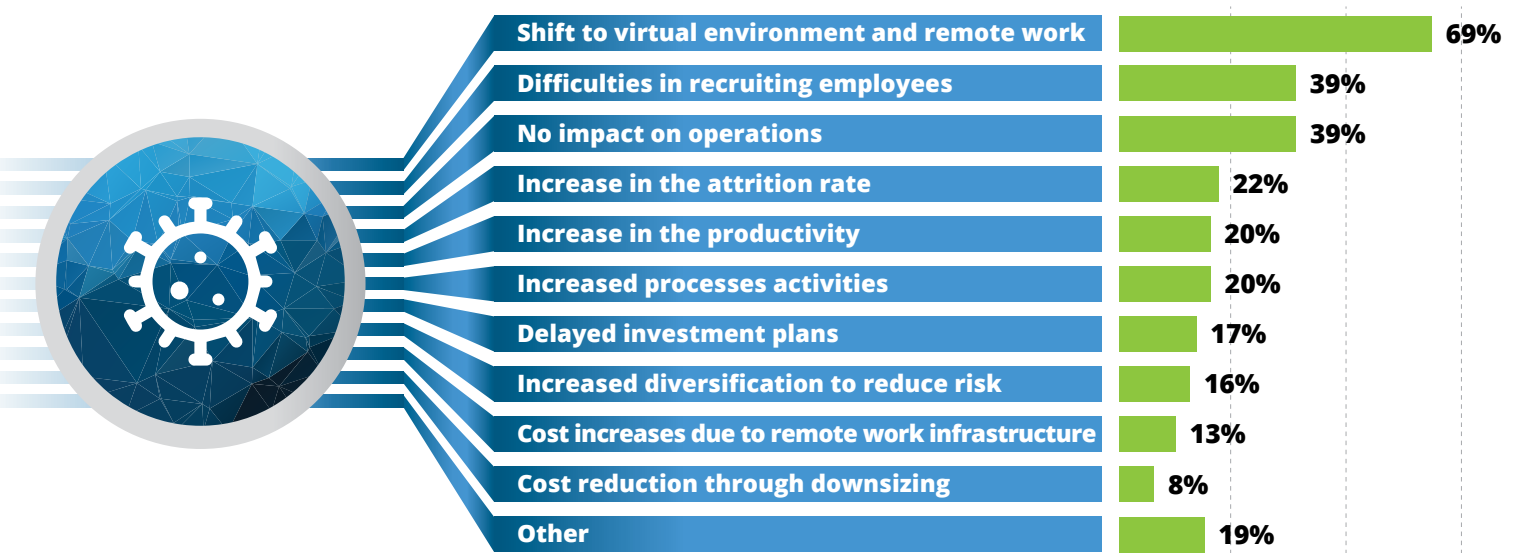 Shift to virtual environment and remote work 69%
Difficulties in recruiting employees 39%
No impact on operations 39%
Increase in the attrition rate 22%
Increase in the productivity 20%
Increased processes activities 20%
Delayed investment plans 17%
Increased diversification to reduce risk 16%
Cost increases due to remote work infrastructure 13%
Cost reduction through downsizing 8%
Other 19%